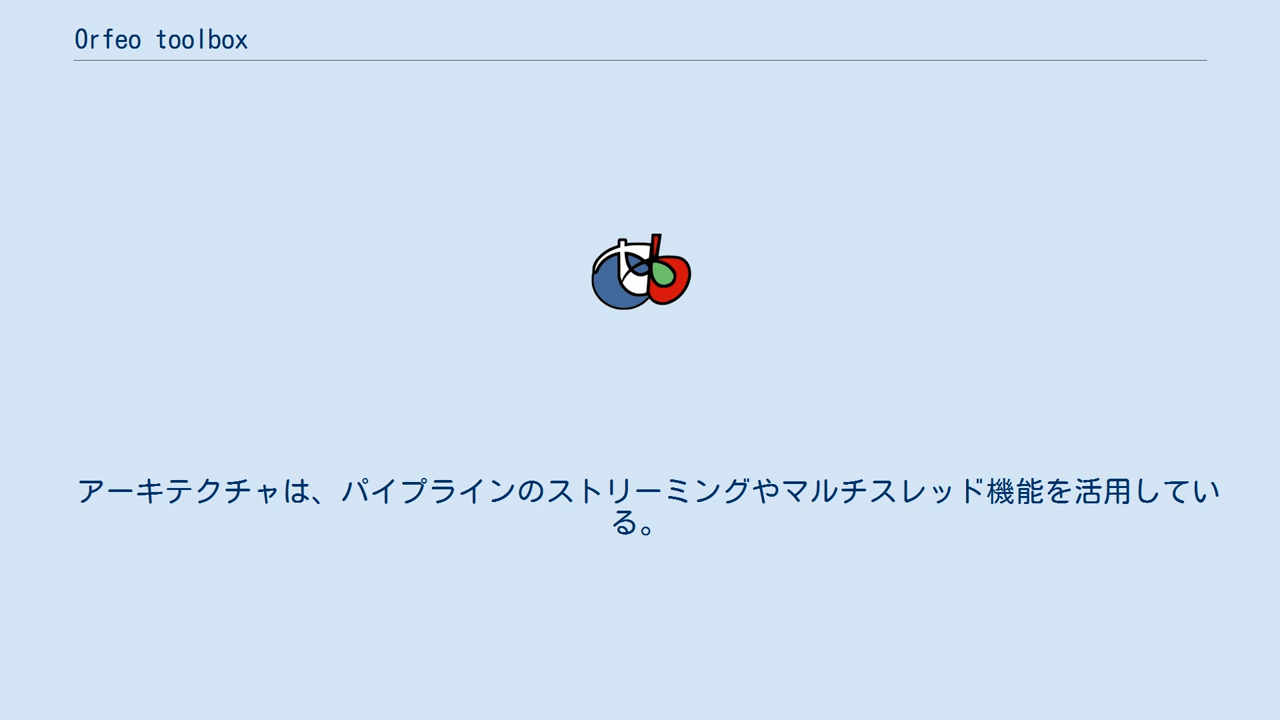 Orfeo toolbox
アーキテクチャは、パイプラインのストリーミングやマルチスレッド機能を活用してい
る。